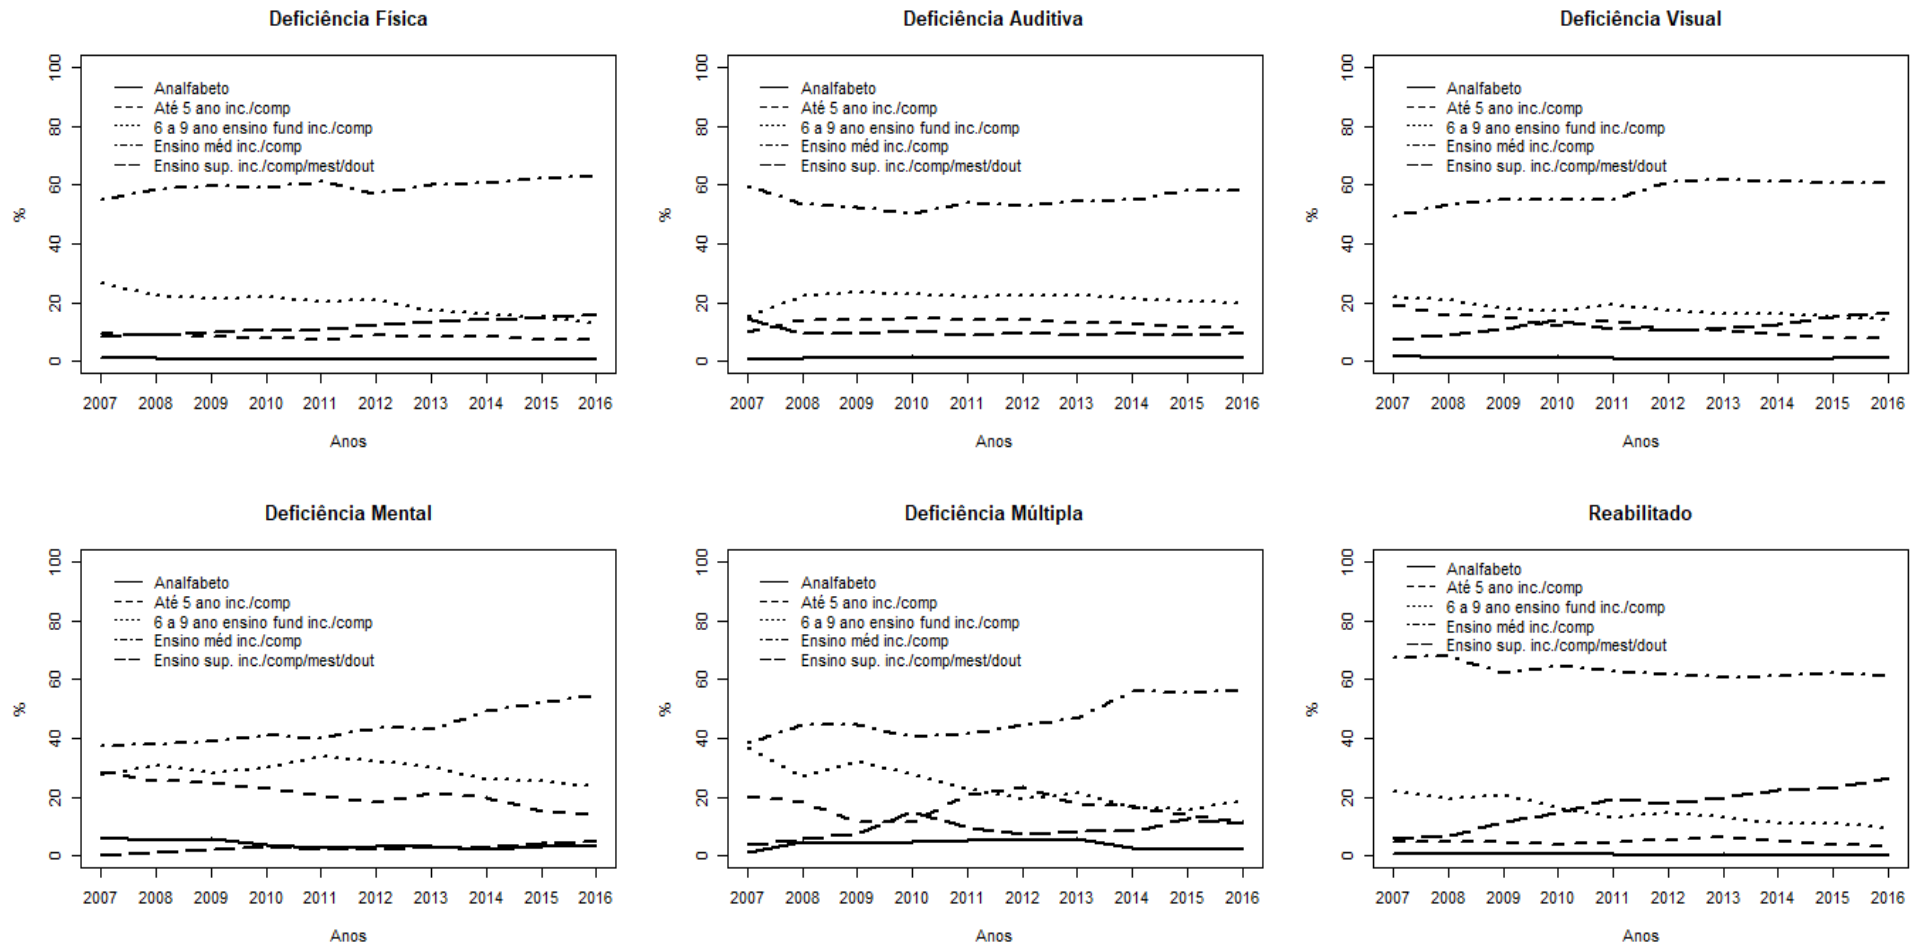 Deficiência Física
100
80
60
40
20
0
%
Analfabeto
Até 5 ano inc./comp
6 a 9 ano ensino fund inc./comp
Ensino méd inc./comp
Ensino sup. inc./comp/mest/dout
2007 2008 2009 2010 2011 2012 2013 2014 2015 2016
Anos
Deficiência Auditiva
100
80
60
40
20
0
%
Analfabeto
Até 5 ano inc./comp
6 a 9 ano ensino fund inc./comp
Ensino méd inc./comp
Ensino sup. inc./comp/mest/dout
2007 2008 2009 2010 2011 2012 2013 2014 2015 2016
Anos
Deficiência Visual
100
80
60
40
20
0
%
Analfabeto
Até 5 ano inc./comp
6 a 9 ano ensino fund inc./comp
Ensino méd inc./comp
Ensino sup. inc./comp/mest/dout
2007 2008 2009 2010 2011 2012 2013 2014 2015 2016
Anos
Deficiência Mental
100
80
60
40
20
0
%
Analfabeto
Até 5 ano inc./comp
6 a 9 ano ensino fund inc./comp
Ensino méd inc./comp
Ensino sup. inc./comp/mest/dout
2007 2008 2009 2010 2011 2012 2013 2014 2015 2016
Anos
Deficiência Múltipla
100
80
60
40
20
0
%
Analfabeto
Até 5 ano inc./comp
6 a 9 ano ensino fund inc./comp
Ensino méd inc./comp
Ensino sup. inc./comp/mest/dout
2007 2008 2009 2010 2011 2012 2013 2014 2015 2016
Anos
Reabilitado
100
80
60
40
20
0
%
Analfabeto
Até 5 ano inc./comp
6 a 9 ano ensino fund inc./comp
Ensino méd inc./comp
Ensino sup. inc./comp/mest/dout
2007 2008 2009 2010 2011 2012 2013 2014 2015 2016
Anos